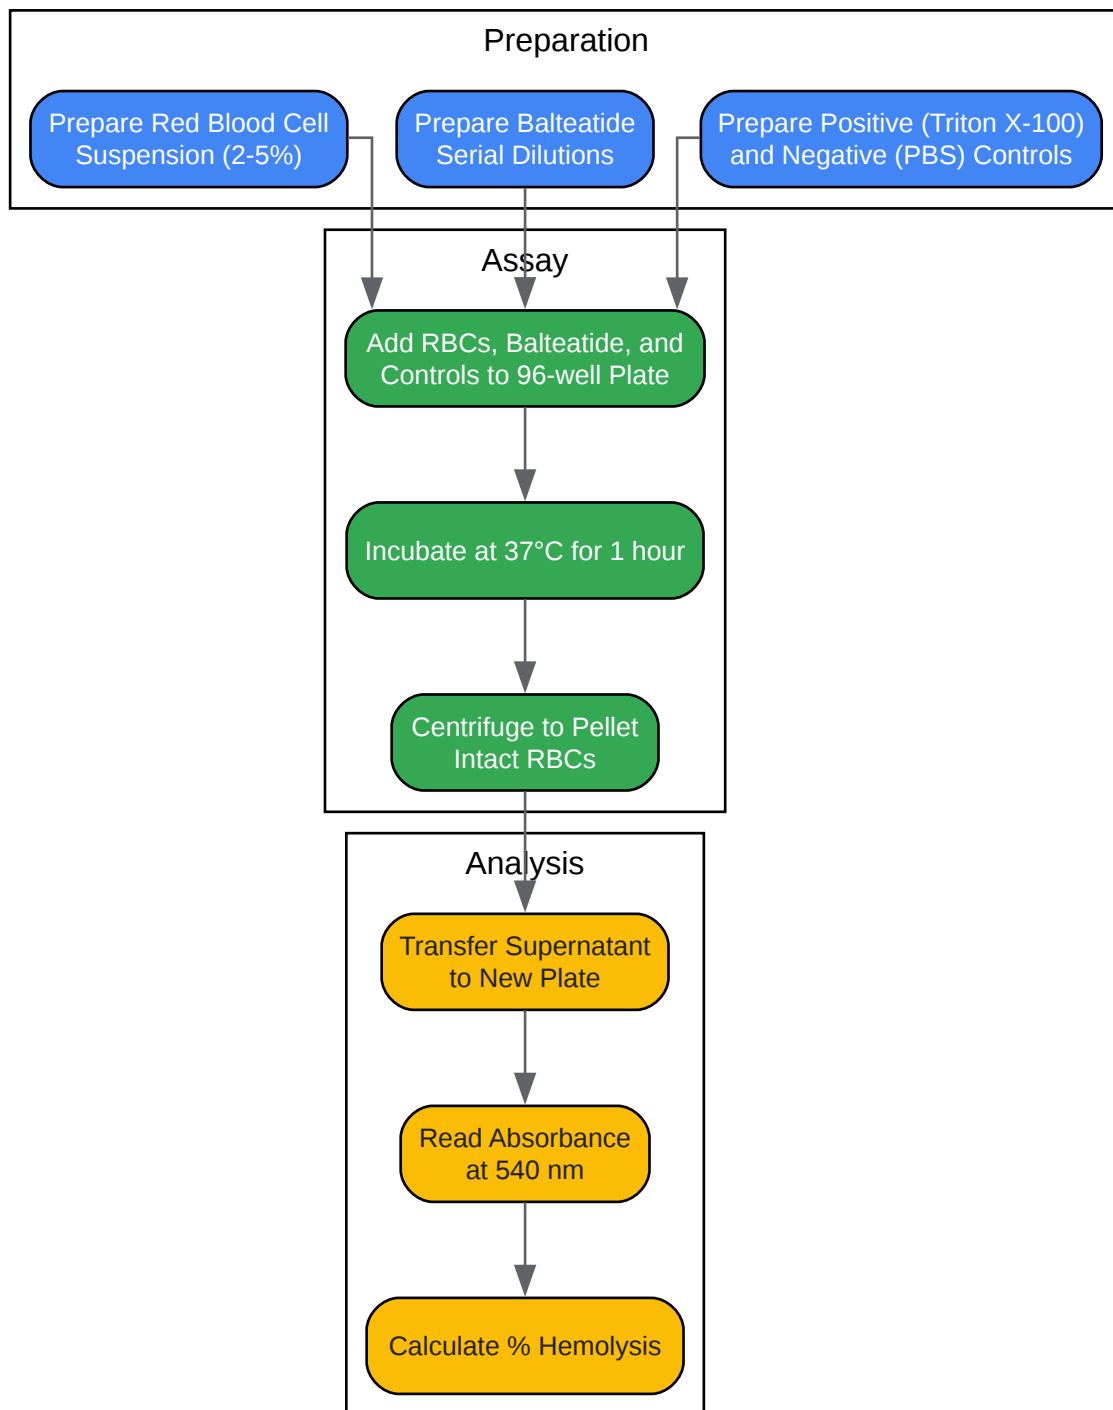 Preparation
Prepare Red Blood Cell
Suspension (2-5%)
Prepare Balteatide
Serial Dilutions
Prepare Positive (Triton X-100)
and Negative (PBS) Controls
Assay
Add RBCs, Balteatide, and
Controls to 96-well Plate
Incubate at 37°C for 1 hour
Centrifuge to Pellet
Intact RBCs
Analysis
Transfer Supernatant
to New Plate
Read Absorbance
at 540 nm
Calculate % Hemolysis